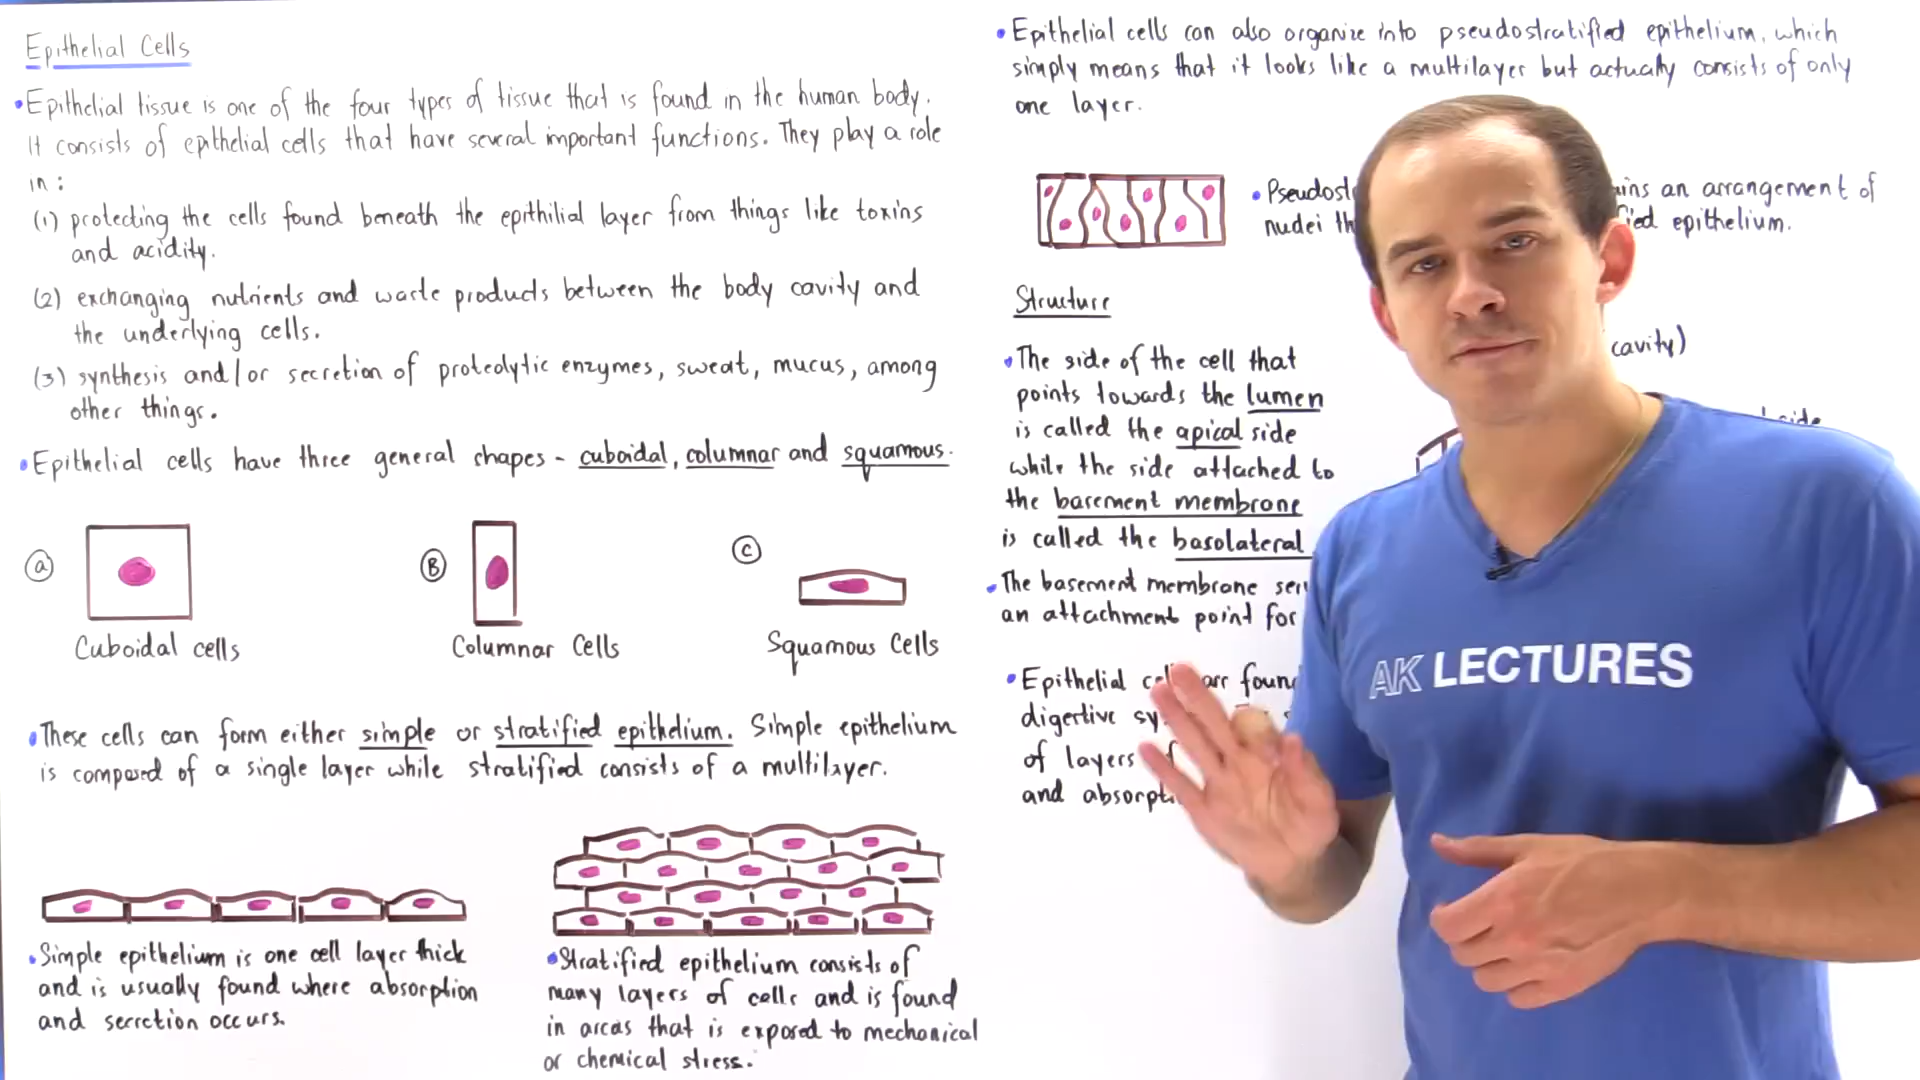 Epithelial Cells
• Epithelial tissue is one of the four types of tissue that is found in the human body.
It consists of epithelial cells that have several important functions. They play a role
in:
(1) protecting the cells found beneath the epithilial layer from things like toxins
and acidity.
(2) exchanging nutrients and waste products between the body cavity and
the underlying cells.
(3) synthesis and/or secretion of proteolytic enzymes, sweat, mucus, among
other things.
• Epithelial cells have three general shapes - cuboidal, columnar and squamous.
(a)
(B)
(C)
Cuboidal cells
Columnar Cells
Squamous Cells
• These cells can form either simple or stratified epithelium. Simple epithelium
is composed of a single layer while stratified consists of a multilayer.
• Simple epithelium is one cell layer thick
and is usually found where absorption
and secretion occurs.
• Stratified epithelium consists of
many layers of cells and is found
in areas that is exposed to mechanical
or chemical stress.
• Epithelial cells can also organize into pseudostratified epithelium, which
simply means that it looks like a multilayer but actually consists of only
one layer.
• an arrangement of
nuclei epithelium.
Structure
• The side of the cell that
points towards the lumen
is called the apical side
while the side attached to
the basement membrane
is called the basolateral
cavity)
side
• The basement membrane
an attachment point for
• Epithelial
digestive
of layers
and
AK LECTURES